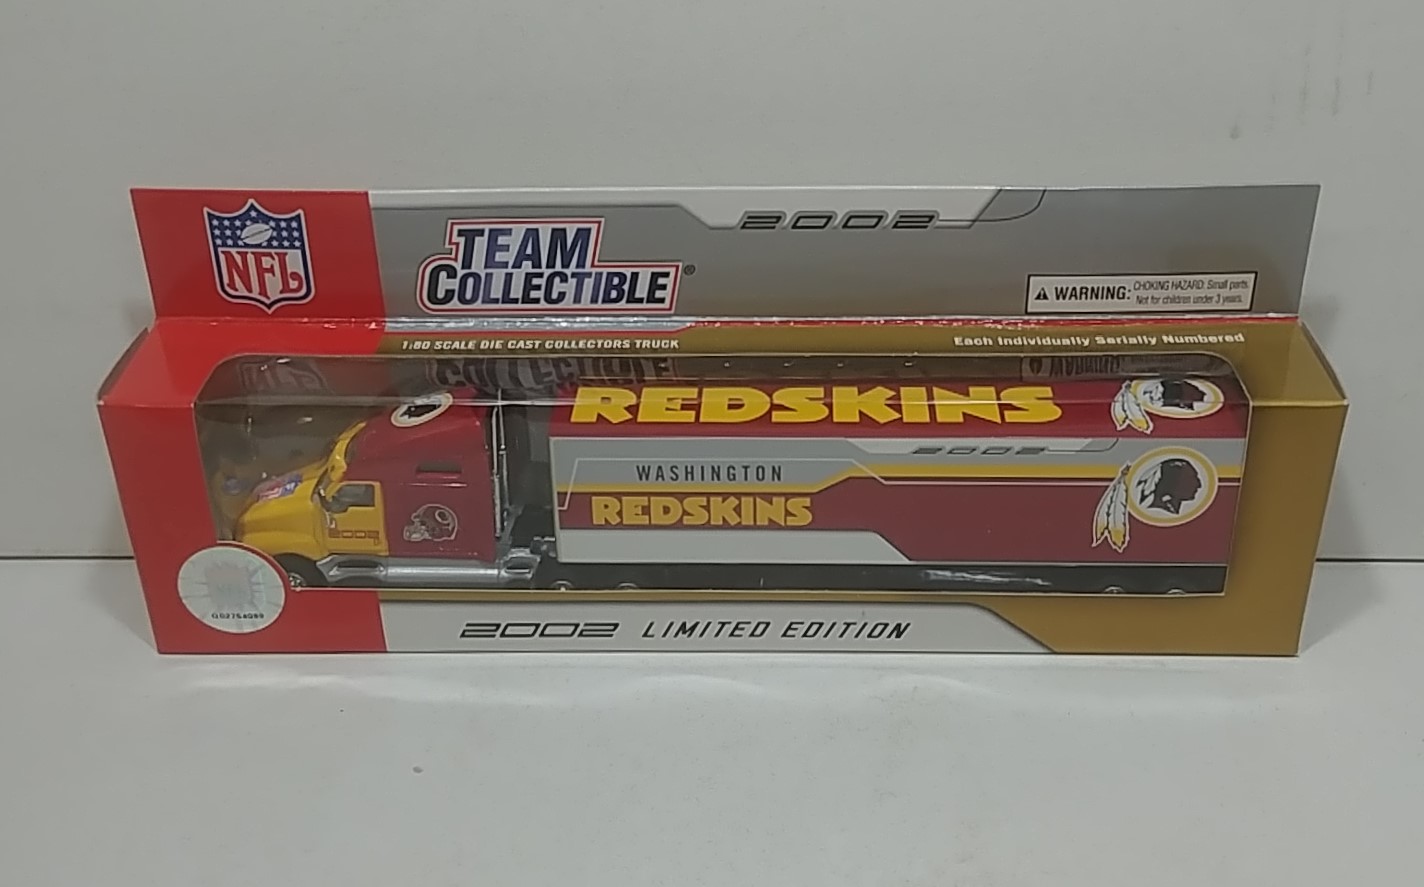 NFL
TEAM
COLLECTIBLE®
2002
WARNING: CHOKING HAZARD: Small parts.
Not for children under 3 years.
1:80 SCALE DIE CAST COLLECTORS TRUCK
Each Individually Serially Numbered
REDSKINS
2002
WASHINGTON
REDSKINS
2002
2002 LIMITED EDITION